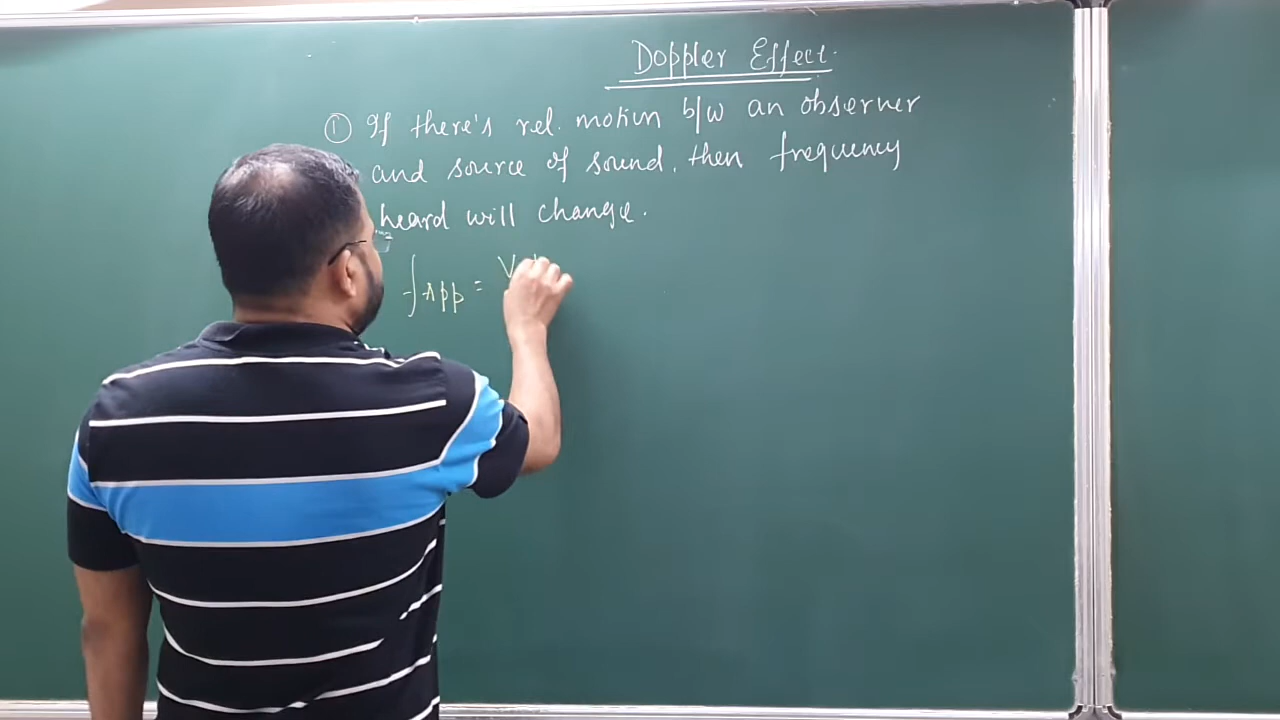 Doppler Effect.
① If there's rel. motion b/w an observer
and source of sound, then frequency
heard will change.
fApp = V